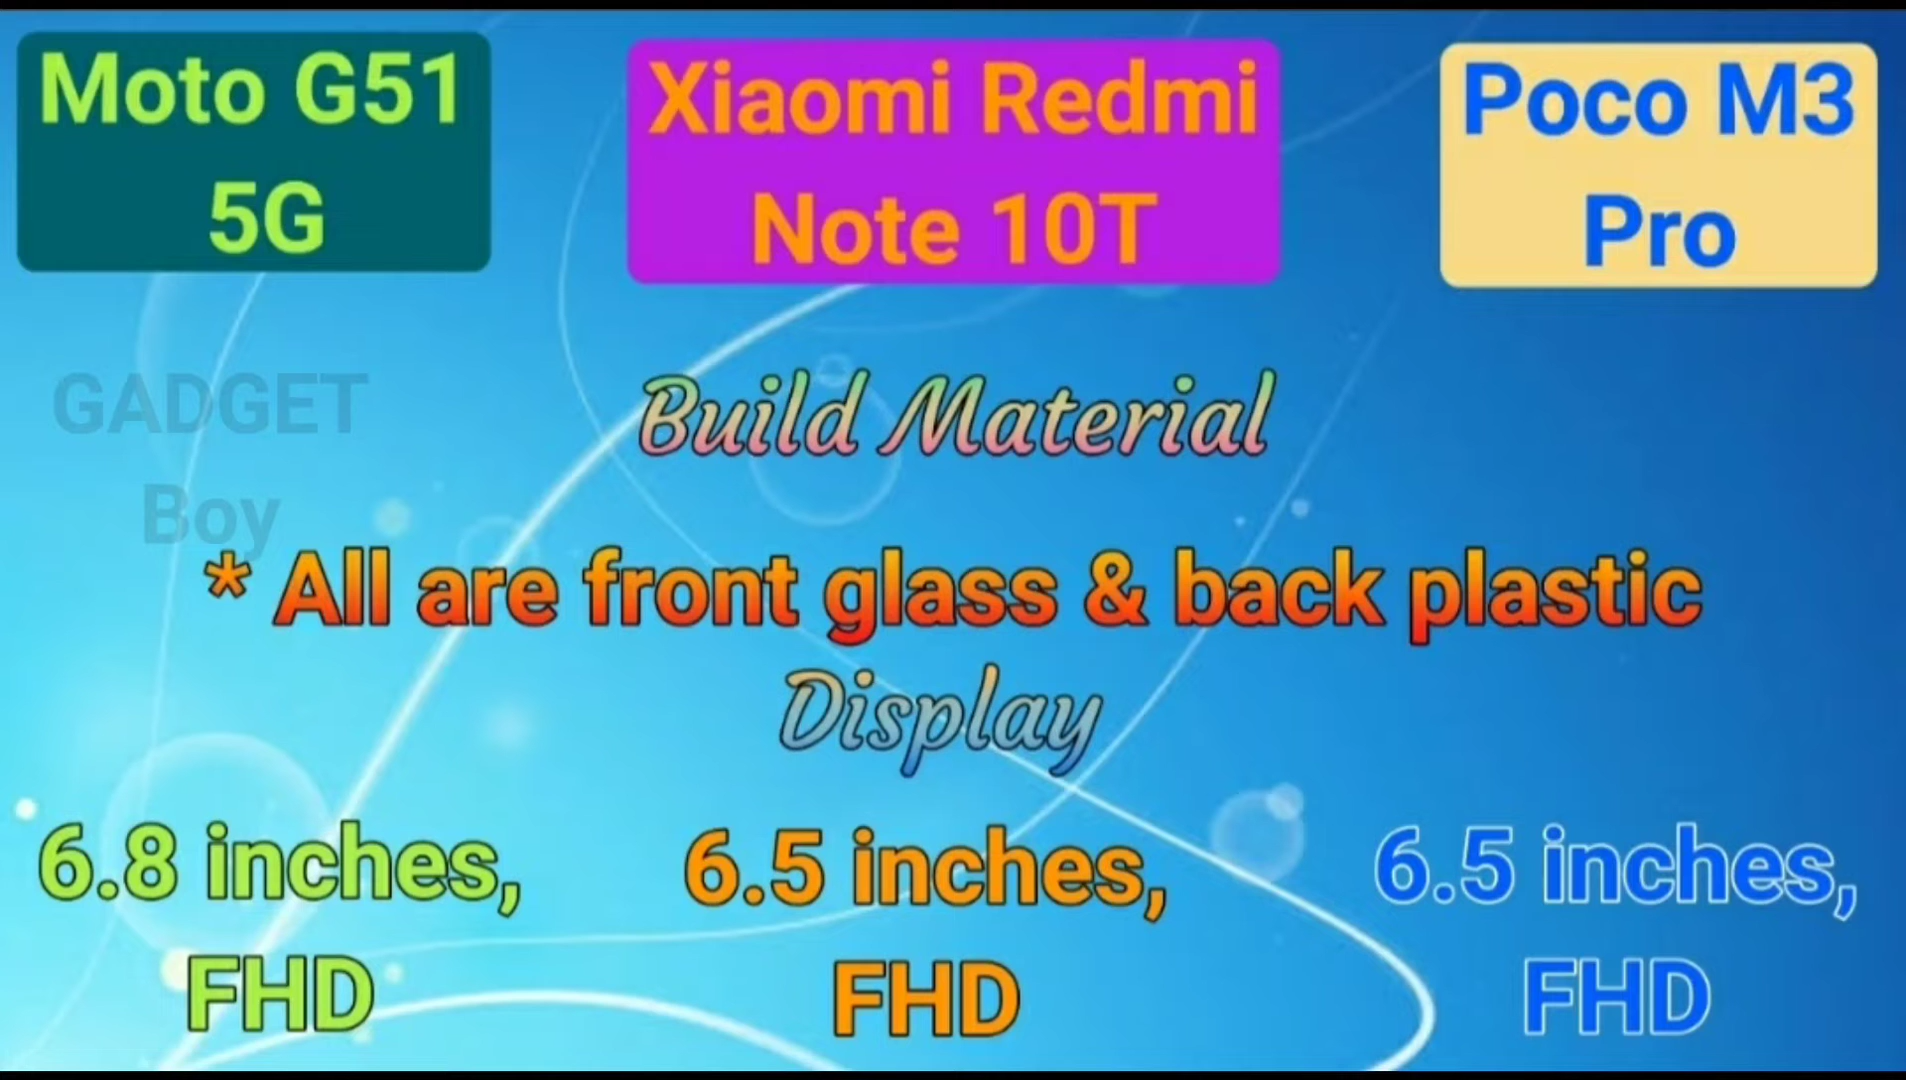 Moto G51
5G
Xiaomi Redmi
Note 10T
Poco M3
Pro
GADGET
Boy
Build Material
* All are front glass & back plastic
Display
6.8 inches,
FHD
6.5 inches,
FHD
6.5 inches,
FHD